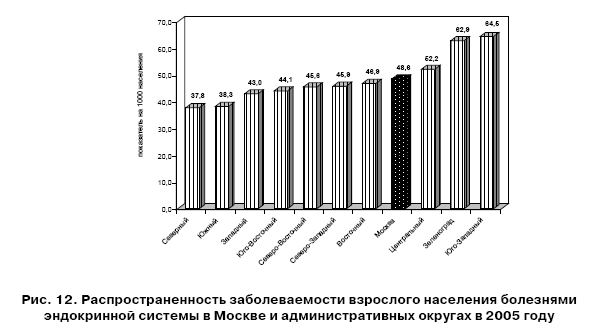 показатель на 1000 населения
70,0
60,0
50,0
40,0
30,0
20,0
10,0
0,0
37,8
38,3
43,0
44,1
45,6
45,9
46,9
48,6
52,2
62,9
64,5
Северный
Южный
Западный
Юго-Восточный
Северо-Восточный
Северо-Западный
Восточный
Москва
Центральный
Зеленоград
Юго-Западный
Рис. 12. Распространенность заболеваемости взрослого населения болезнями
эндокринной системы в Москве и административных округах в 2005 году